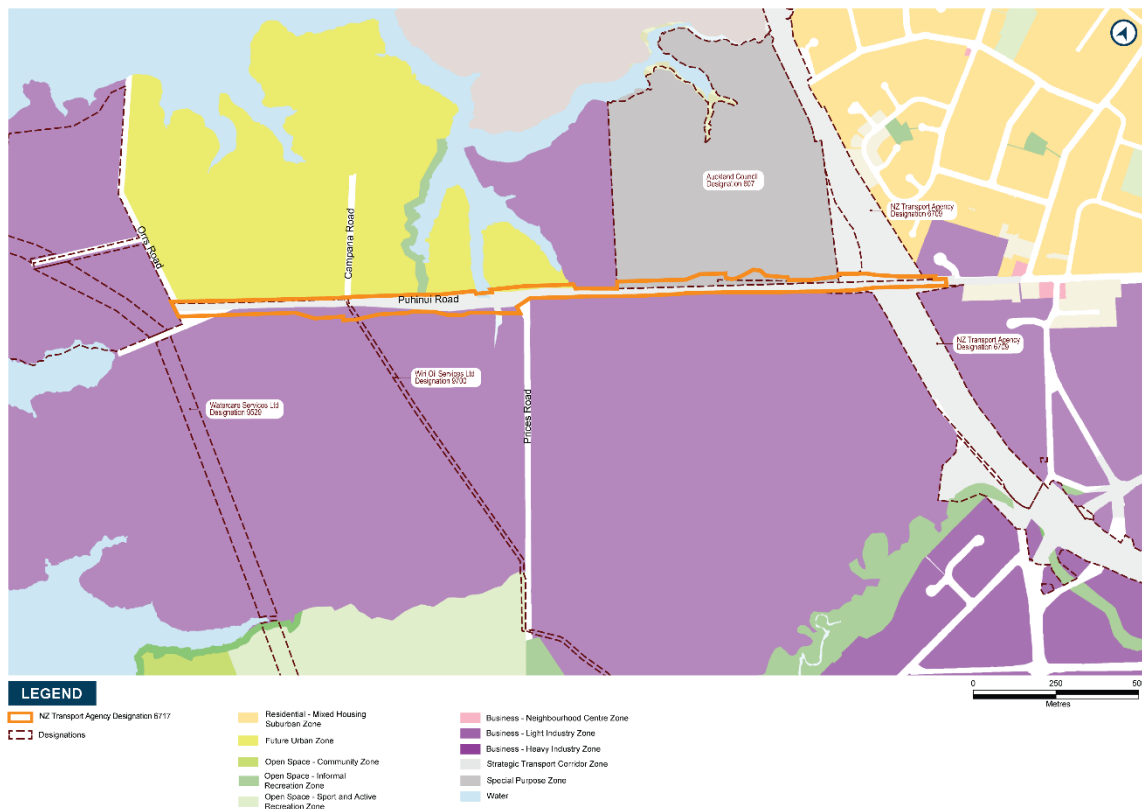 Auckland Council
Designation 607
NZ Transport Agency
Designation 6709
Orrs Road
Campana Road
Puhinui Road
NZ Transport Agency
Designation 6709
Wiri Oil Services Ltd
Designation 9700
Watercare Services Ltd
Designation 9529
Prices Road
LEGEND
NZ Transport Agency Designation 6717
Designations
Residential - Mixed Housing
Suburban Zone
Future Urban Zone
Open Space - Community Zone
Open Space - Informal
Recreation Zone
Open Space - Sport and Active
Recreation Zone
Business - Neighbourhood Centre Zone
Business - Light Industry Zone
Business - Heavy Industry Zone
Strategic Transport Corridor Zone
Special Purpose Zone
Water
0 250
Metres